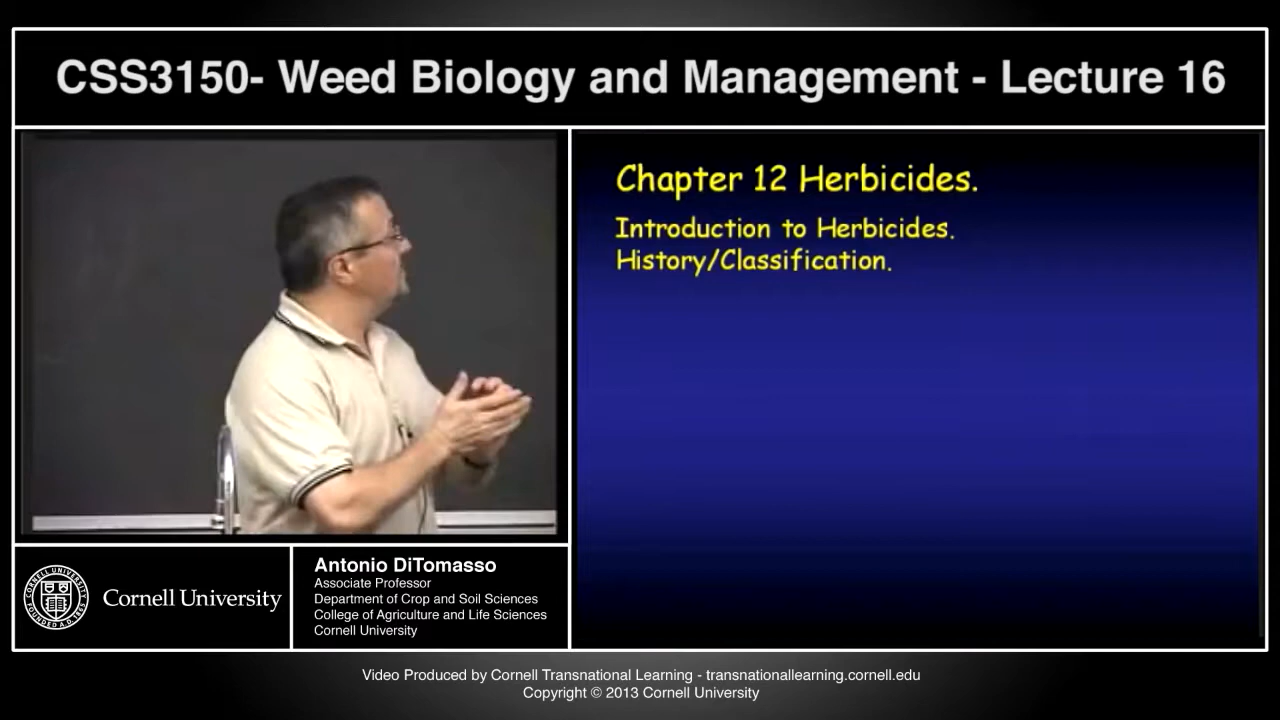 CSS3150- Weed Biology and Management - Lecture 16
Chapter 12 Herbicides.
Introduction to Herbicides.
History/Classification.
Cornell University
Antonio DiTomasso
Associate Professor
Department of Crop and Soil Sciences
College of Agriculture and Life Sciences
Cornell University
Video Produced by Cornell Transnational Learning - transnationallearning.cornell.edu
Copyright © 2013 Cornell University